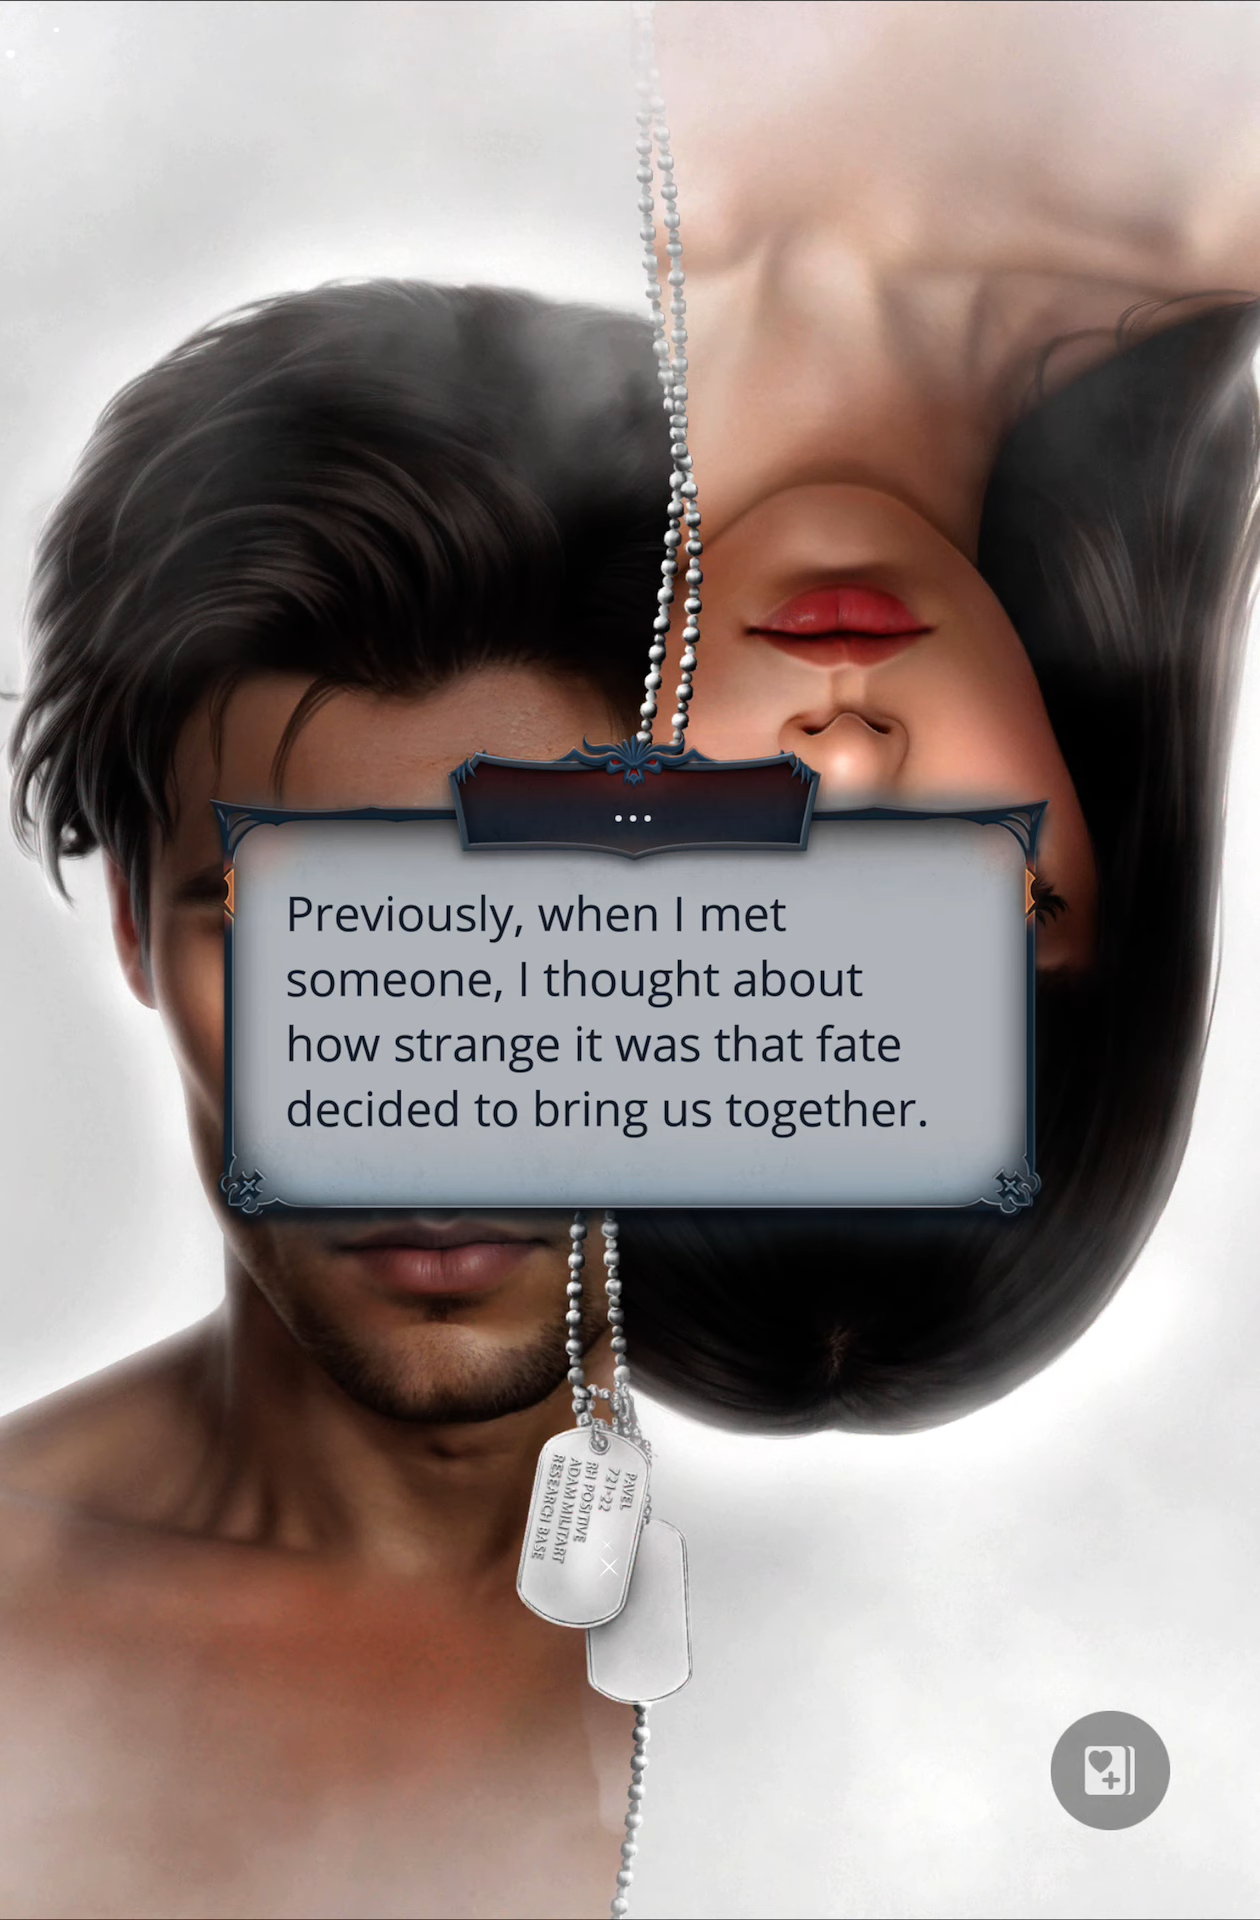 ...
Previously, when I met
someone, I thought about
how strange it was that fate
decided to bring us together.
PAVEL
721-22
RH POSITIVE
ADAM MILITART
RESEARCH BASE